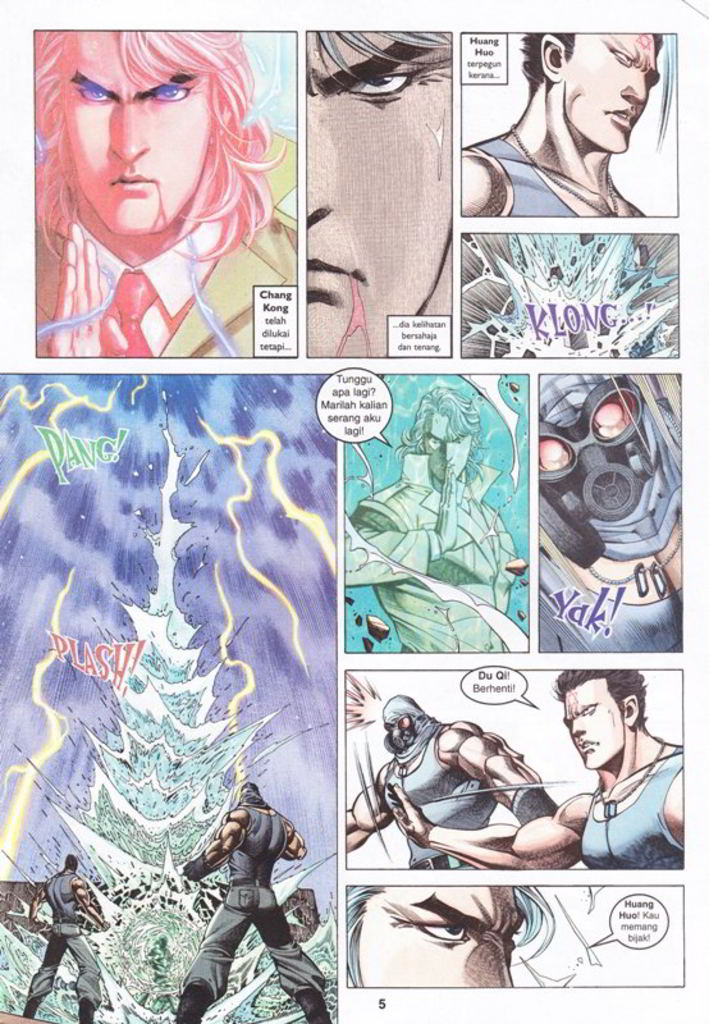 Chang
Kong
telah
dilukai
tetapi...
...dia kelihatan
bersahaja
dan tenang.
Huang
Huo
terpegun
kerana...
KLONG...!
PANG!
PLASH!
Tunggu
apa lagi?
Marilah kalian
serang aku
lagi!
Yak!
Du Qi!
Berhenti!
Huang
Huo! Kau
memang
bijak!
5